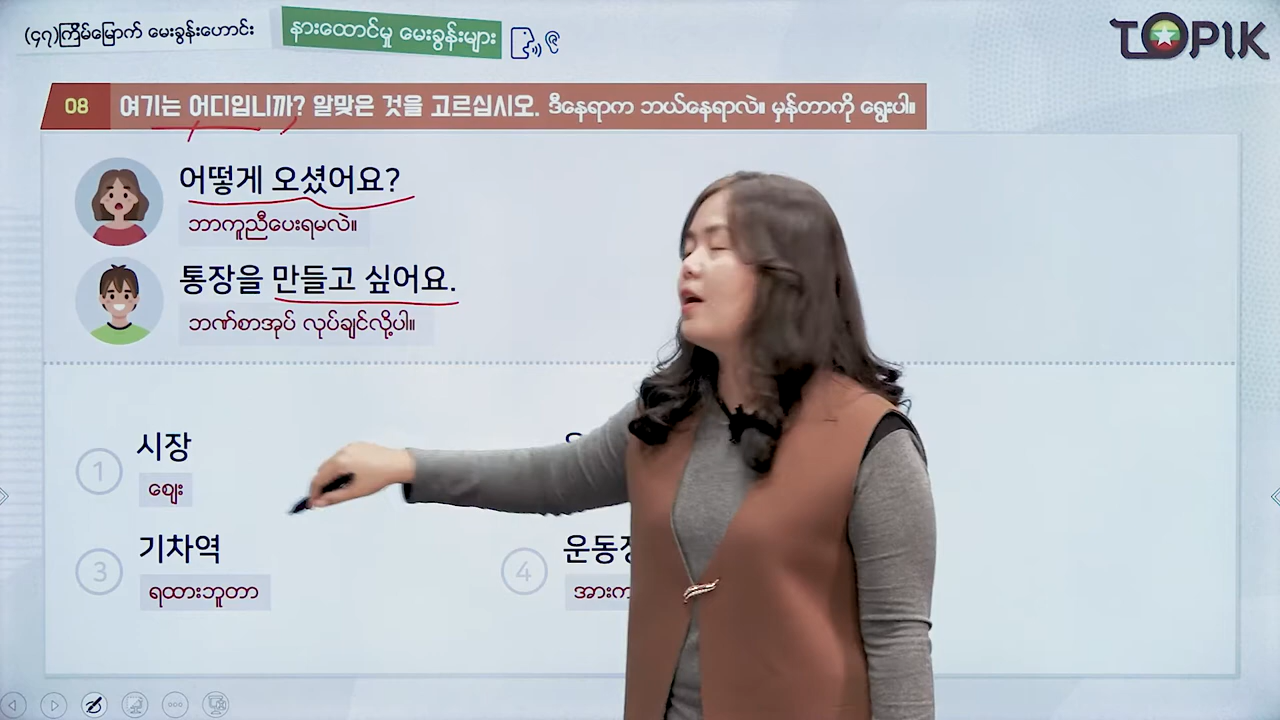 (၄၇)ကြိမ်မြောက် မေးခွန်းဟောင်း
နားထောင်မှု မေးခွန်းများ
TOPIK
08 여기는 어디입니까? 알맞은 것을 고르십시오. ဒီနေရာက ဘယ်နေရာလဲ။ မှန်တာကို ရွေးပါ။
어떻게 오셨어요?
ဘာကူညီပေးရမလဲ။
통장을 만들고 싶어요.
ဘဏ်စာအုပ် လုပ်ချင်လို့ပါ။
1 시장
ဈေး
3 기차역
ရထားဘူတာ
4